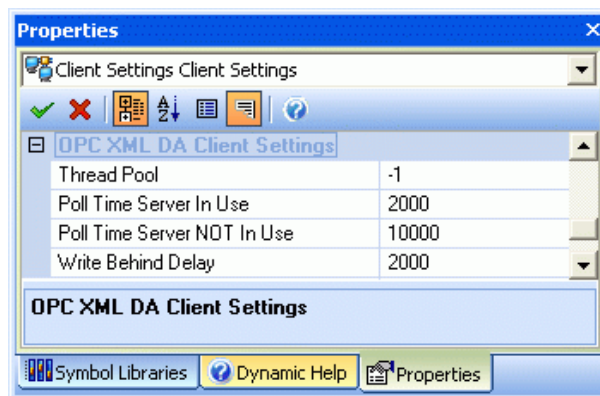 Properties
Client Settings Client Settings
OPC XML DA Client Settings
Thread Pool -1
Poll Time Server In Use 2000
Poll Time Server NOT In Use 10000
Write Behind Delay 2000
OPC XML DA Client Settings
Symbol Libraries Dynamic Help Properties